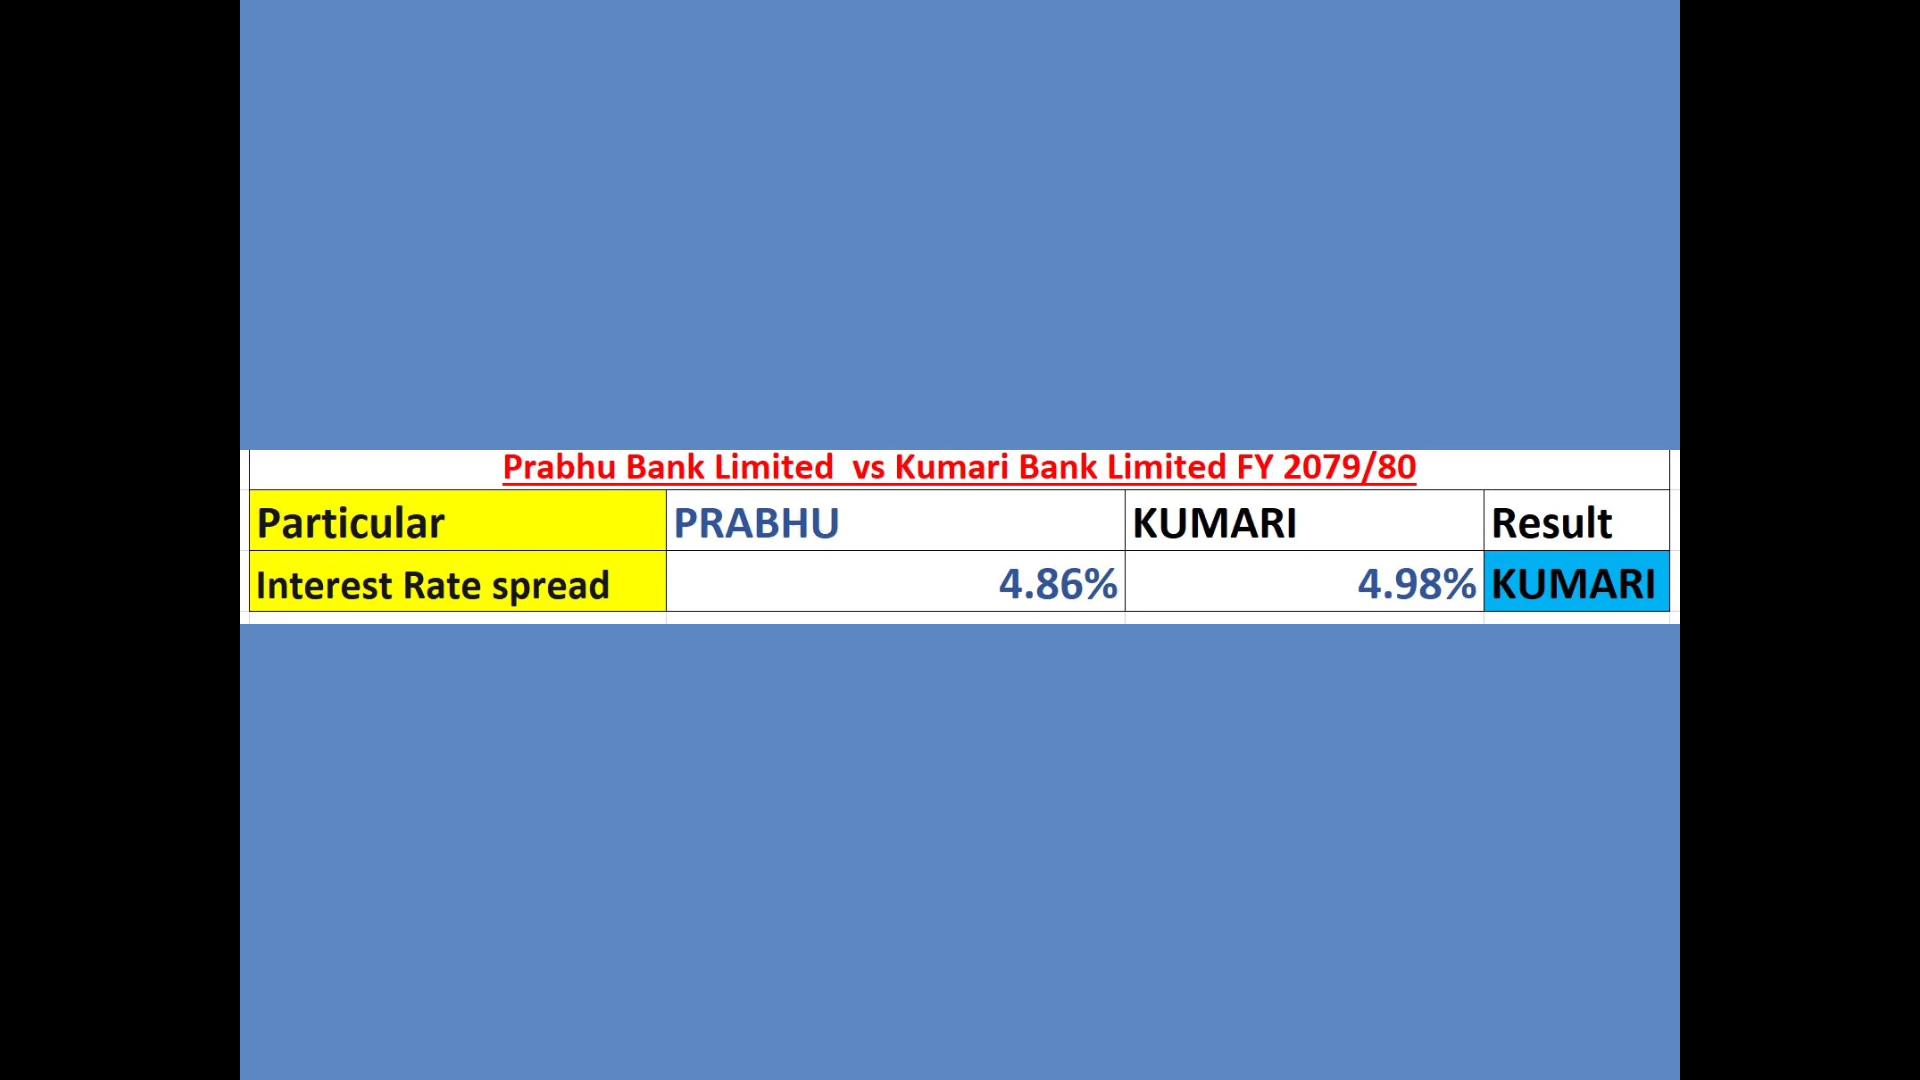 Prabhu Bank Limited  vs Kumari Bank Limited FY 2079/80
Particular PRABHU KUMARI Result
Interest Rate spread 4.86% 4.98% KUMARI